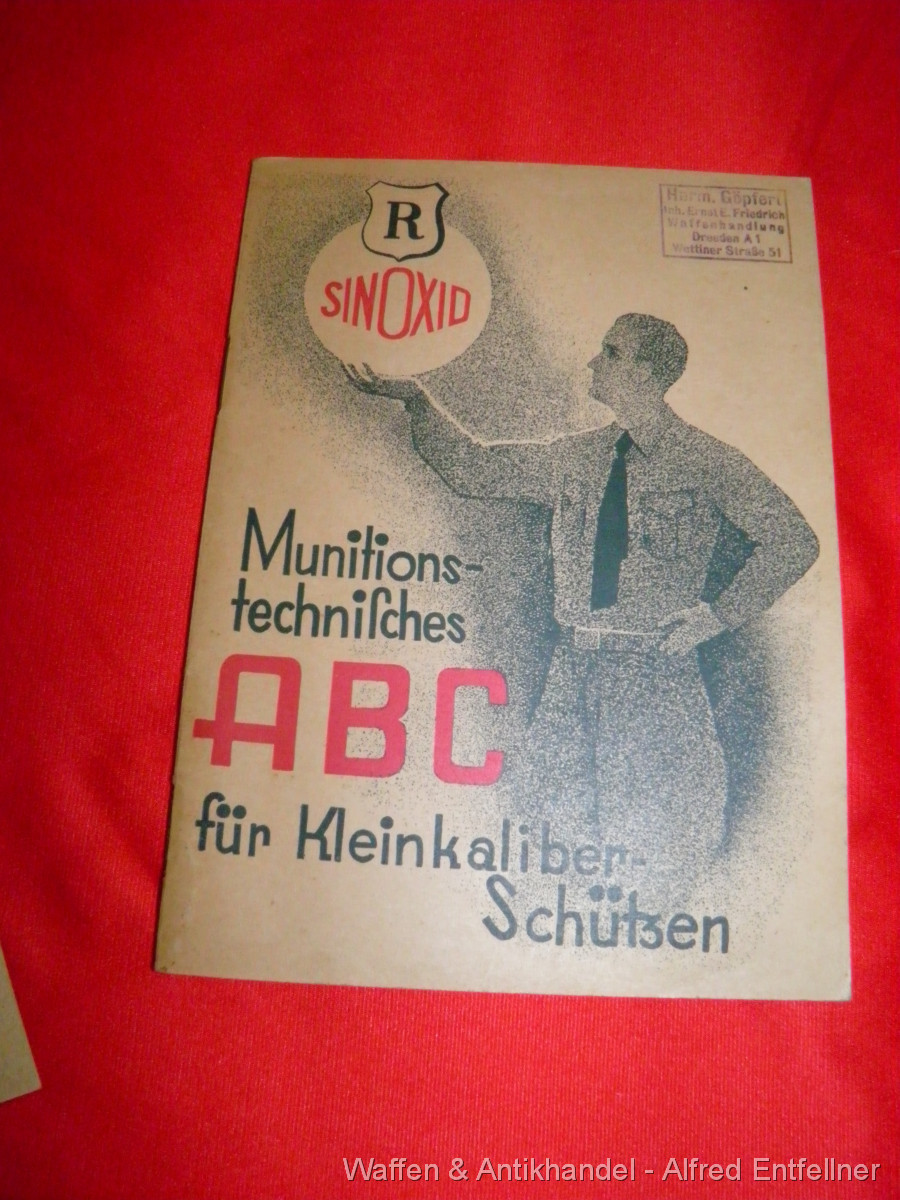 R
SINOXID
Herm. Göpfert
Inh. Ernst E. Friedrich
Waffenhandlung
Dresden A 1
Wettiner Straße 51
Munitions-
techniſches
ABC
für Kleinkaliber-
Schützen
Waffen & Antikhandel - Alfred Entfellner